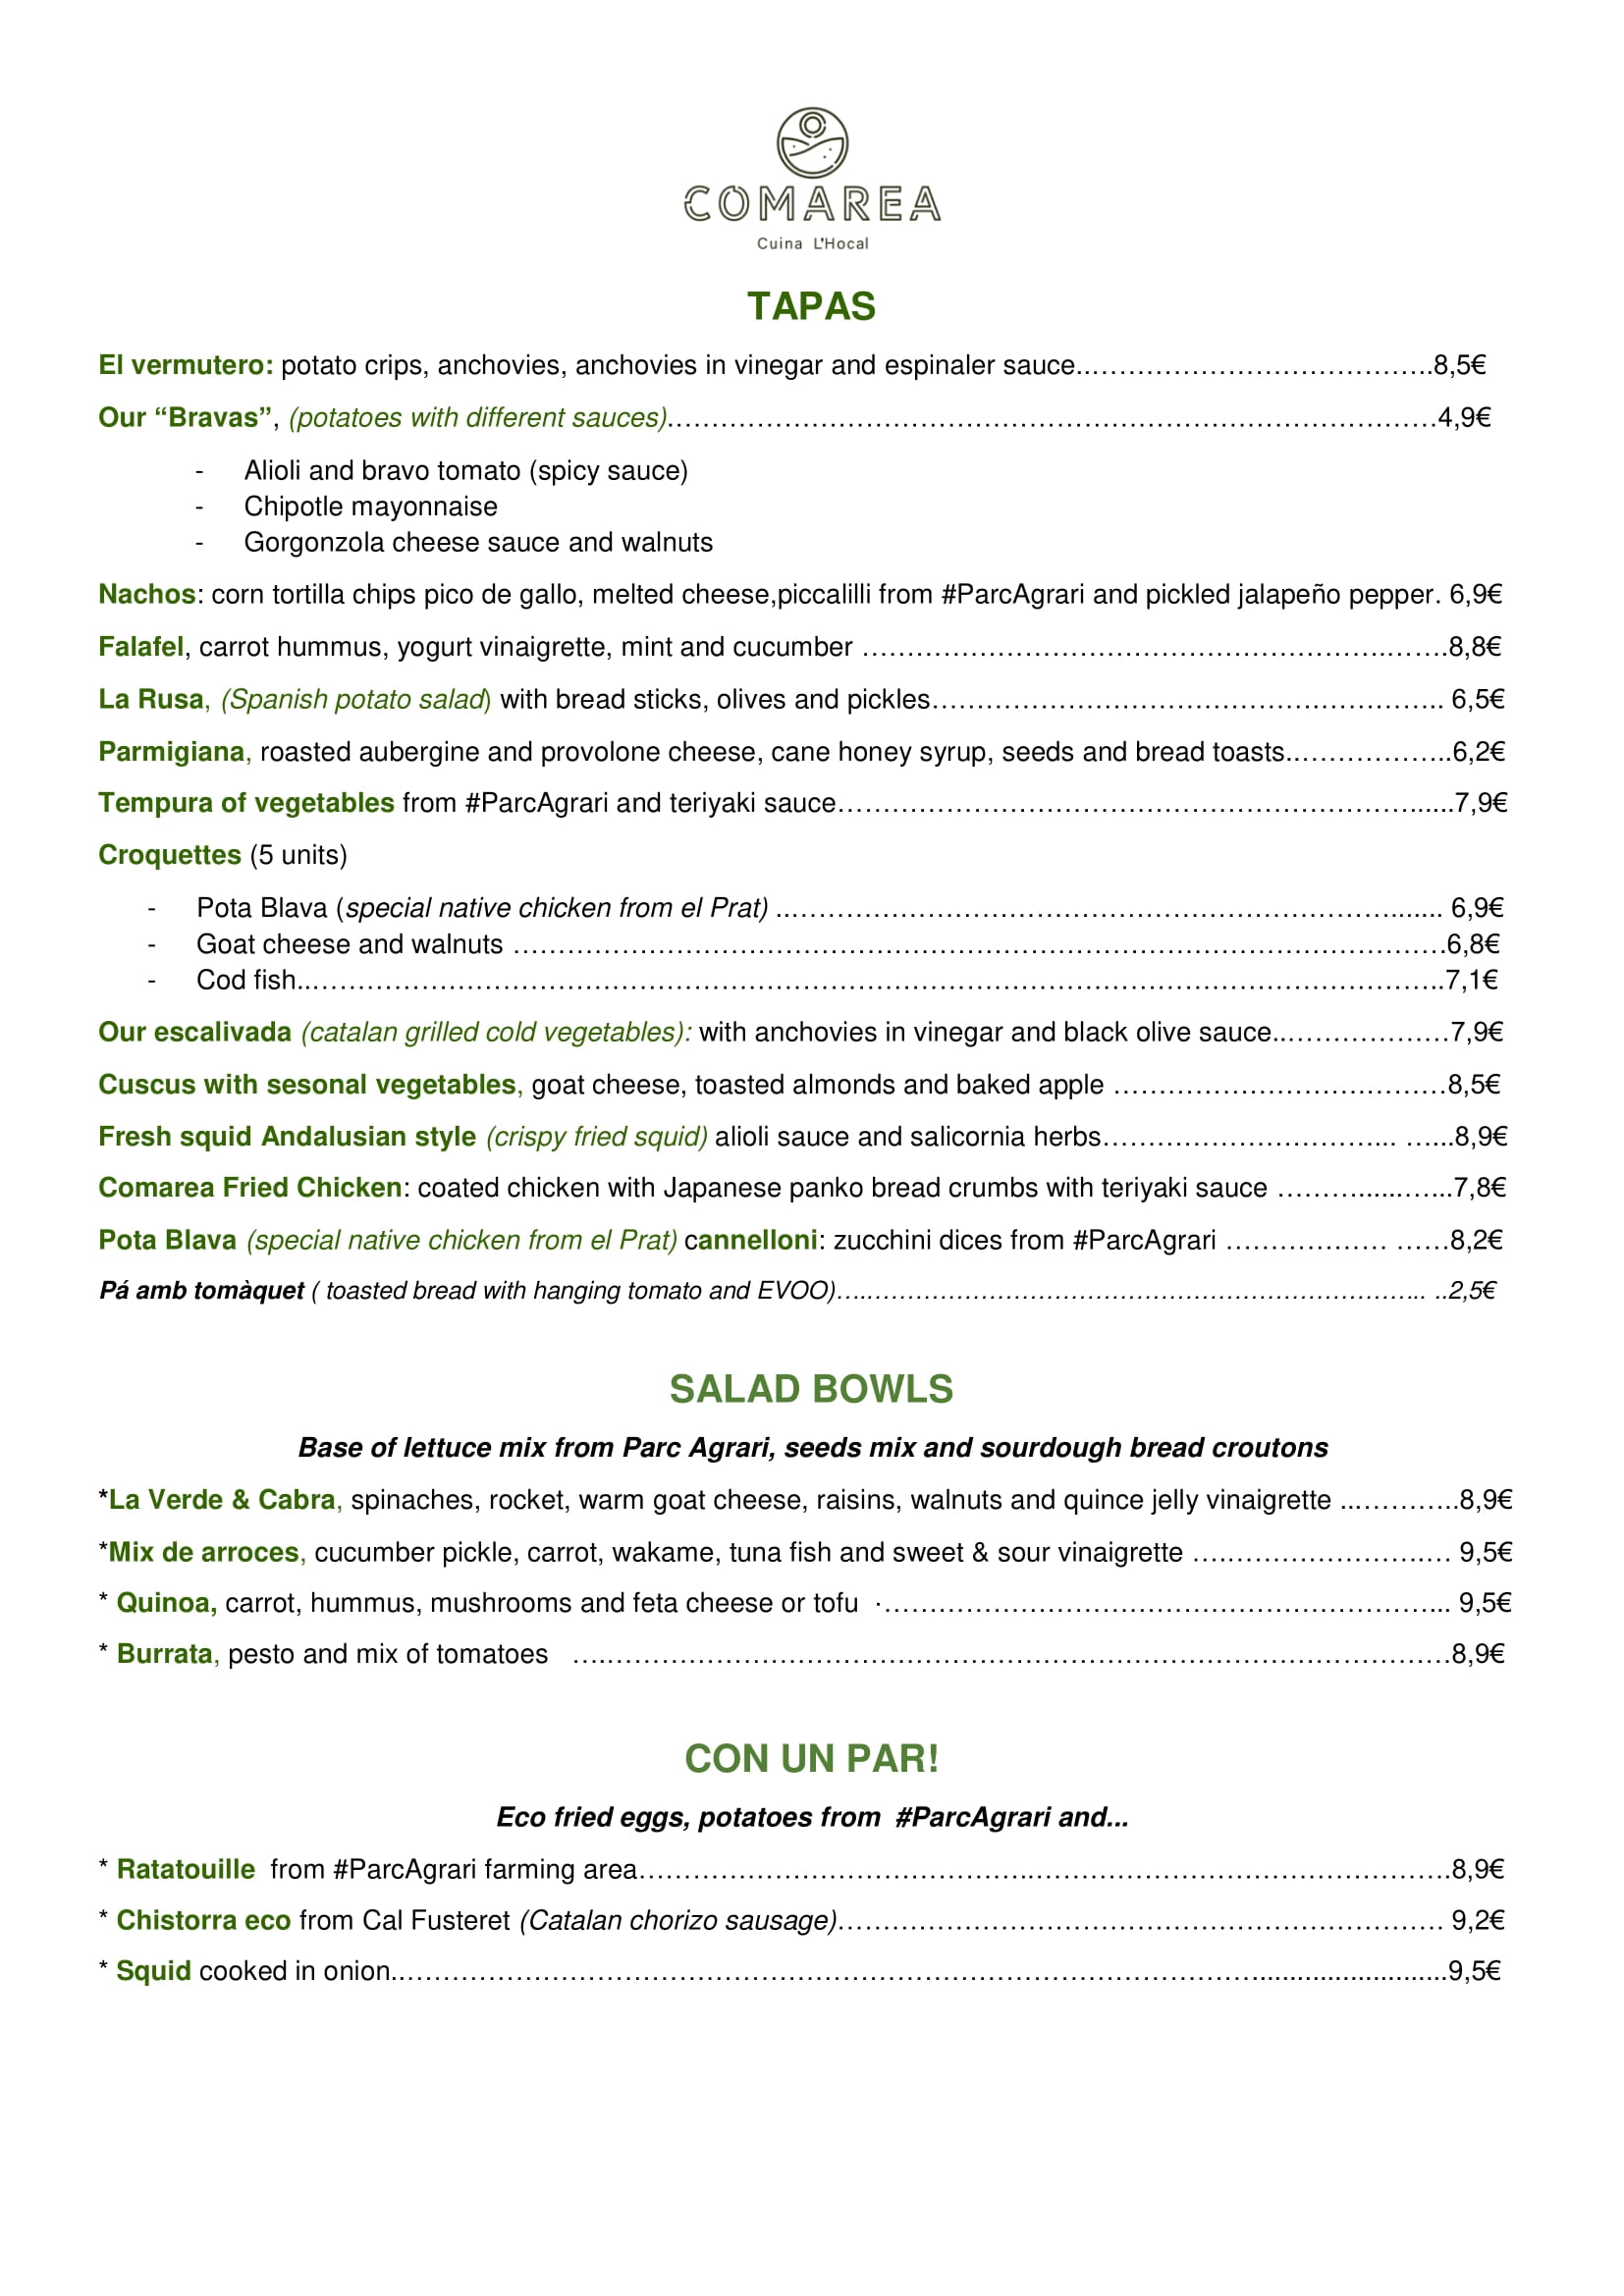 COMAREA
Cuina L'Hocal
TAPAS
El vermutero: potato crips, anchovies, anchovies in vinegar and espinaler sauce..……………………………….8,5€
Our “Bravas”, (potatoes with different sauces)……………………………………………………………………………4,9€
- Alioli and bravo tomato (spicy sauce)
- Chipotle mayonnaise
- Gorgonzola cheese sauce and walnuts
Nachos: corn tortilla chips pico de gallo, melted cheese,piccalilli from #ParcAgrari and pickled jalapeño pepper. 6,9€
Falafel, carrot hummus, yogurt vinaigrette, mint and cucumber …………………………………………………….…….8,8€
La Rusa, (Spanish potato salad) with bread sticks, olives and pickles……………………………………………….. 6,5€
Parmigiana, roasted aubergine and provolone cheese, cane honey syrup, seeds and bread toasts..……………..6,2€
Tempura of vegetables from #ParcAgrari and teriyaki sauce……………………………………………………….......7,9€
Croquettes (5 units)
- Pota Blava (special native chicken from el Prat) ..…………………………………………………………....... 6,9€
- Goat cheese and walnuts ……………………………………………………………………………………………6,8€
- Cod fish..………………………………………………………………………………………………………………..7,1€
Our escalivada (catalan grilled cold vegetables): with anchovies in vinegar and black olive sauce..………………7,9€
Cuscus with sesonal vegetables, goat cheese, toasted almonds and baked apple ………………………………8,5€
Fresh squid Andalusian style (crispy fried squid) alioli sauce and salicornia herbs………………………….... …....8,9€
Comarea Fried Chicken: coated chicken with Japanese panko bread crumbs with teriyaki sauce ………......…...7,8€
Pota Blava (special native chicken from el Prat) cannelloni: zucchini dices from #ParcAgrari ……………… ……8,2€
Pá amb tomàquet ( toasted bread with hanging tomato and EVOO)….………………………………………………….. ..2,5€
SALAD BOWLS
Base of lettuce mix from Parc Agrari, seeds mix and sourdough bread croutons
*La Verde & Cabra, spinaches, rocket, warm goat cheese, raisins, walnuts and quince jelly vinaigrette ..………..8,9€
*Mix de arroces, cucumber pickle, carrot, wakame, tuna fish and sweet & sour vinaigrette ….………………….… 9,5€
* Quinoa, carrot, hummus, mushrooms and feta cheese or tofu ·…………………………………………………….. 9,5€
* Burrata, pesto and mix of tomatoes ….……………………………………………………………………………………8,9€
CON UN PAR!
Eco fried eggs, potatoes from #ParcAgrari and...
* Ratatouille from #ParcAgrari farming area…………………………………….……………………………………….8,9€
* Chistorra eco from Cal Fusteret (Catalan chorizo sausage)………………………………………………………… 9,2€
* Squid cooked in onion..……………………………………………………………………………….........................9,5€